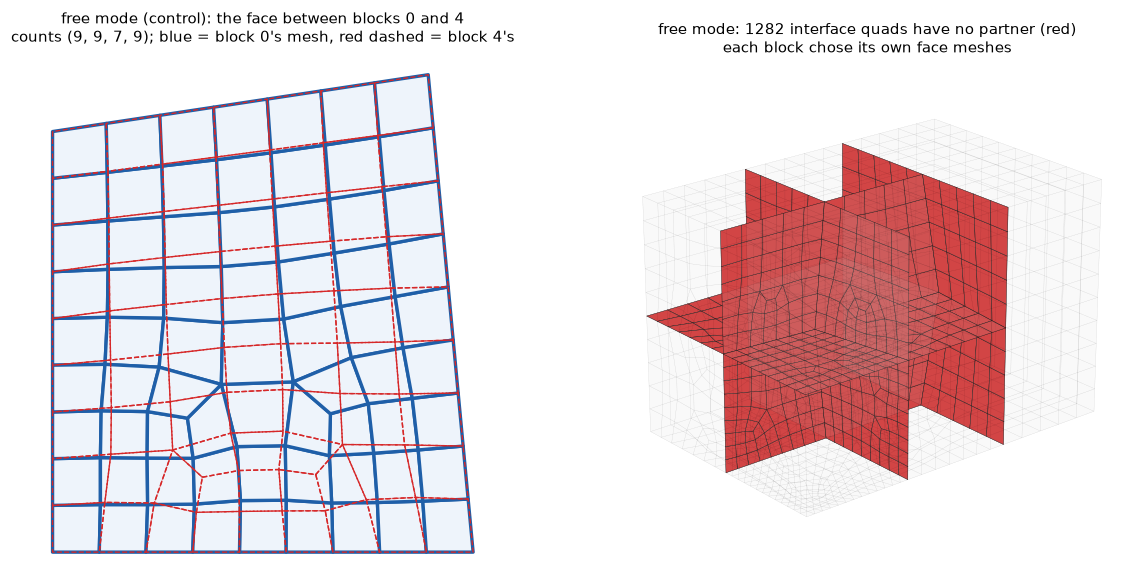 free mode (control): the face between blocks 0 and 4
counts (9, 9, 7, 9); blue = block 0's mesh, red dashed = block 4's
free mode: 1282 interface quads have no partner (red)
each block chose its own face meshes